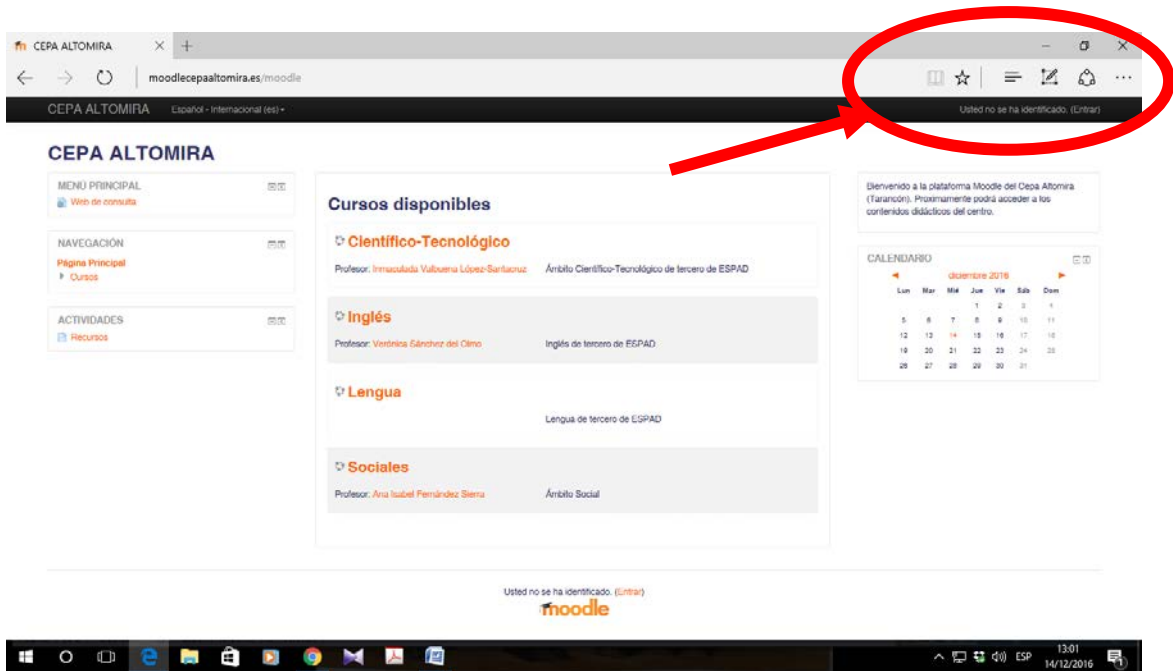 CEPA ALTOMIRA
moodlecepaaltomira.es/moodle
CEPA ALTOMIRA Español - Internacional (es)
Usted no se ha identificado. (Entrar)
CEPA ALTOMIRA
MENÚ PRINCIPAL
Web de consulta
NAVEGACIÓN
Página Principal
Cursos
ACTIVIDADES
Recursos
Cursos disponibles
Científico-Tecnológico
Profesor: Inmaculada Valbuena López-Santacruz Ámbito Científico-Tecnológico de tercero de ESPAD
Inglés
Profesor: Verónica Sánchez del Olmo Inglés de tercero de ESPAD
Lengua
Lengua de tercero de ESPAD
Sociales
Profesor: Ana Isabel Fernández Sierra Ámbito Social
Bienvenido a la plataforma Moodle del Cepa Altomira
(Tarancón). Proximamente podrá acceder a los
contenidos didácticos del centro.
CALENDARIO
diciembre 2016
Lun Mar Mié Jue Vie Sáb Dom
1 2 3 4
5 6 7 8 9 10 11
12 13 14 15 16 17 18
19 20 21 22 23 24 25
26 27 28 29 30 31
Usted no se ha identificado. (Entrar)
moodle
ESP
13:01
14/12/2016